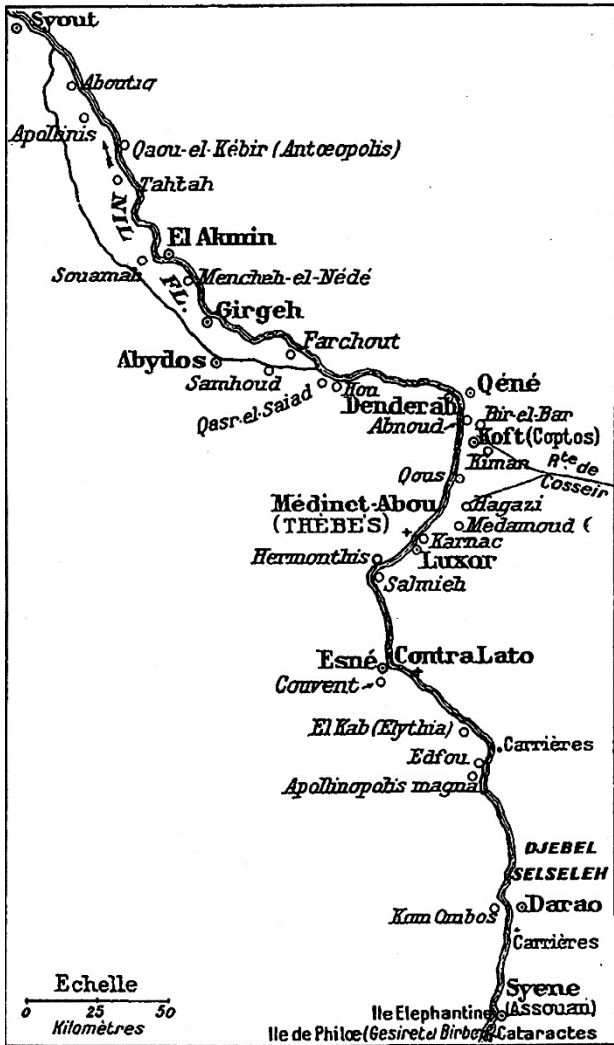 Syout
Aboutig
Apollinis
Qaou-el-Kébir (Antœopolis)
Tahtah
NIL
FL.
El Akmin
Souamah
Mencheh-el-Nédé
Girgeh
Farchout
Abydos
Samhoud
Qasr-el-Saiad
Hou
Qéné
Denderah
Bir-el-Bar
Abnoud
Koft (Coptos)
Kiman
Rte de
Cosseir
Qous
Hagazi
Médinet-Abou
(THÈBES)
Médamoud
Karnac
Hermonthis
Luxor
Salmieh
Esné
Contra Lato
Couvent
El Kab (Elythia)
Carrières
Edfou
Apollinopolis magna
DJEBEL
SELSELEH
Kom Ombos
Darao
Carrières
Echelle
0 25 50
Kilomètres
Syene
(Assouan)
Ile Elephantine
Ile de Philœ (Gesiret el Birbeh)
Cataractes